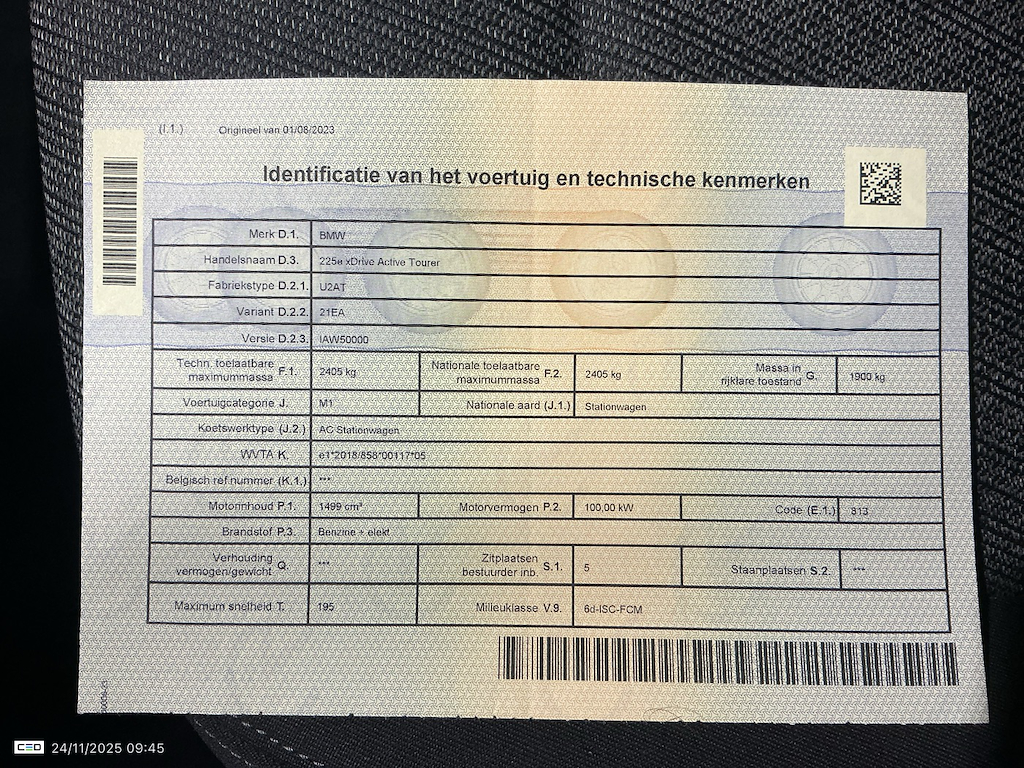 (I.1.) Origineel van 01/08/2023
Identificatie van het voertuig en technische kenmerken
Merk D.1. BMW
Handelsnaam D.3. 225e xDrive Active Tourer
Fabriekstype D.2.1. U2AT
Variant D.2.2. 21EA
Versie D.2.3. IAW50000
Techn. toelaatbare maximummassa F.1. 2405 kg Nationale toelaatbare maximummassa F.2. 2405 kg Massa in rijklare toestand G. 1900 kg
Voertuigcategorie J. M1 Nationale aard (J.1.) Stationwagen
Koetswerktype (J.2.) AC Stationwagen
WVTA K. e1*2018/858*00117*05
Belgisch ref.nummer (K.1.) ***
Motorinhoud P.1. 1499 cm³ Motorvermogen P.2. 100,00 kW Code (E.1.) 813
Brandstof P.3. Benzine + elekt
Verhouding vermogen/gewicht Q. *** Zitplaatsen bestuurder inb. S.1. 5 Staanplaatsen S.2. ***
Maximum snelheid T. 195 Milieuklasse V.9. 6d-ISC-FCM
CEO 24/11/2025 09:45